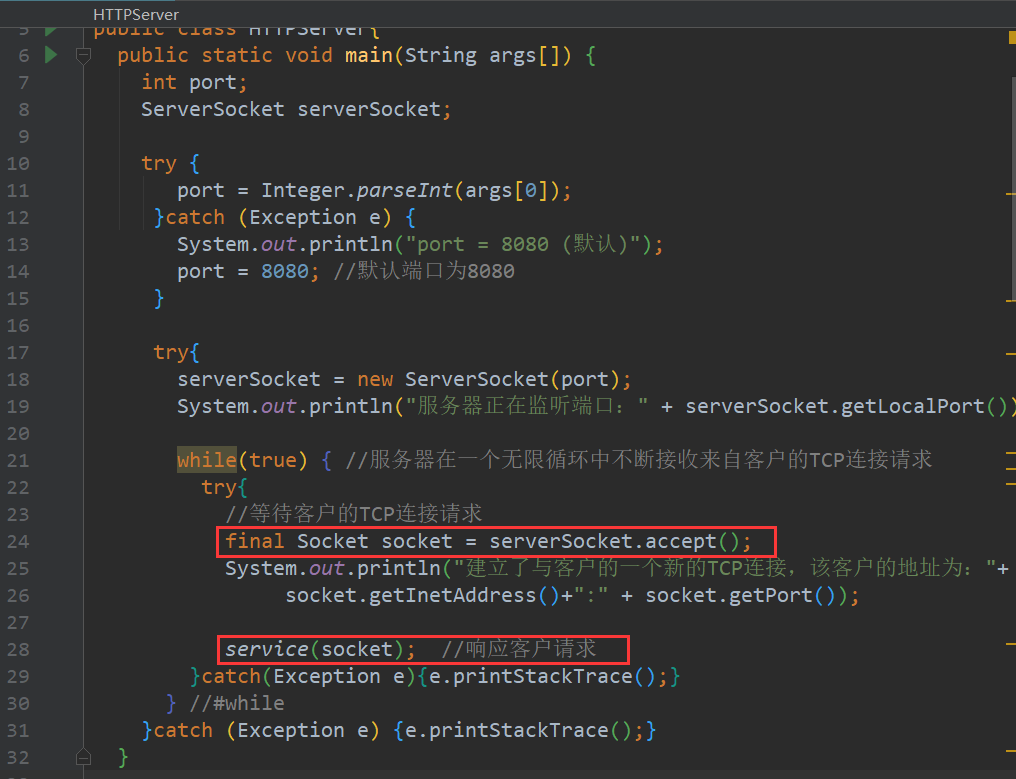 HTTPServer
5 public class HTTPServer{
6 public static void main(String args[]) {
7 int port;
8 ServerSocket serverSocket;
9
10 try {
11 port = Integer.parseInt(args[0]);
12 }catch (Exception e) {
13 System.out.println("port = 8080 (默认)");
14 port = 8080; //默认端口为8080
15 }
16
17 try{
18 serverSocket = new ServerSocket(port);
19 System.out.println("服务器正在监听端口：" + serverSocket.getLocalPort())
20
21 while(true) { //服务器在一个无限循环中不断接收来自客户的TCP连接请求
22 try{
23 //等待客户的TCP连接请求
24 final Socket socket = serverSocket.accept();
25 System.out.println("建立了与客户的一个新的TCP连接，该客户的地址为："+
26 socket.getInetAddress()+":" + socket.getPort());
27
28 service(socket); //响应客户请求
29 }catch(Exception e){e.printStackTrace();}
30 } //#while
31 }catch (Exception e) {e.printStackTrace();}
32 }